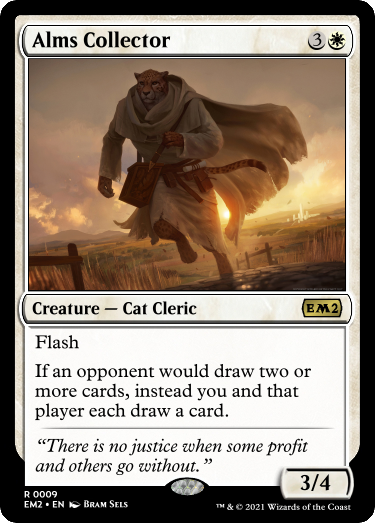 Alms Collector 3
Creature — Cat Cleric EM2
Flash
If an opponent would draw two or
more cards, instead you and that
player each draw a card.
“There is no justice when some profit
and others go without.”
3/4
R 0009
EM2 • EN Bram Sels
™ & © 2021 Wizards of the Coast